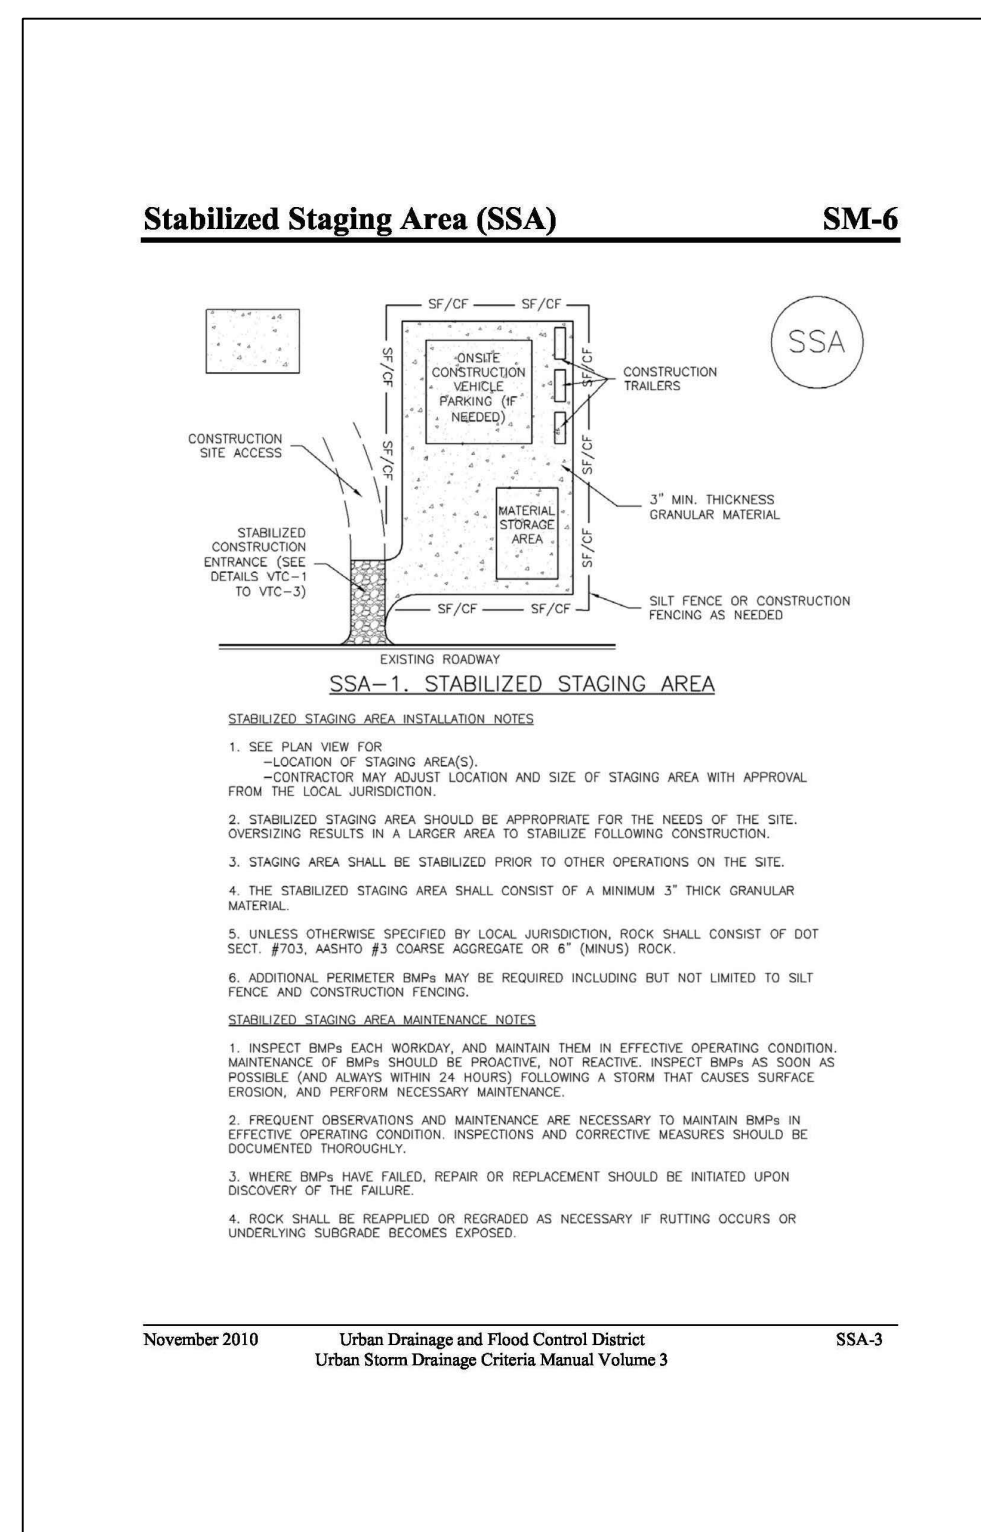 Stabilized Staging Area (SSA) SM-6
SF/CF SF/CF
SSA
SF/CF
SF/CF
ONSITE
CONSTRUCTION
VEHICLE
PARKING (IF
NEEDED)
CONSTRUCTION
TRAILERS
CONSTRUCTION
SITE ACCESS
SF/CF
SF/CF
3" MIN. THICKNESS
GRANULAR MATERIAL
MATERIAL
STORAGE
AREA
STABILIZED
CONSTRUCTION
ENTRANCE (SEE
DETAILS VTC-1
TO VTC-3)
SF/CF
SF/CF SF/CF
SILT FENCE OR CONSTRUCTION
FENCING AS NEEDED
EXISTING ROADWAY
SSA-1. STABILIZED STAGING AREA
STABILIZED STAGING AREA INSTALLATION NOTES
1. SEE PLAN VIEW FOR
-LOCATION OF STAGING AREA(S).
-CONTRACTOR MAY ADJUST LOCATION AND SIZE OF STAGING AREA WITH APPROVAL
FROM THE LOCAL JURISDICTION.
2. STABILIZED STAGING AREA SHOULD BE APPROPRIATE FOR THE NEEDS OF THE SITE.
OVERSIZING RESULTS IN A LARGER AREA TO STABILIZE FOLLOWING CONSTRUCTION.
3. STAGING AREA SHALL BE STABILIZED PRIOR TO OTHER OPERATIONS ON THE SITE.
4. THE STABILIZED STAGING AREA SHALL CONSIST OF A MINIMUM 3" THICK GRANULAR
MATERIAL.
5. UNLESS OTHERWISE SPECIFIED BY LOCAL JURISDICTION, ROCK SHALL CONSIST OF DOT
SECT. #703, AASHTO #3 COARSE AGGREGATE OR 6" (MINUS) ROCK.
6. ADDITIONAL PERIMETER BMPs MAY BE REQUIRED INCLUDING BUT NOT LIMITED TO SILT
FENCE AND CONSTRUCTION FENCING.
STABILIZED STAGING AREA MAINTENANCE NOTES
1. INSPECT BMPs EACH WORKDAY, AND MAINTAIN THEM IN EFFECTIVE OPERATING CONDITION.
MAINTENANCE OF BMPs SHOULD BE PROACTIVE, NOT REACTIVE. INSPECT BMPs AS SOON AS
POSSIBLE (AND ALWAYS WITHIN 24 HOURS) FOLLOWING A STORM THAT CAUSES SURFACE
EROSION, AND PERFORM NECESSARY MAINTENANCE.
2. FREQUENT OBSERVATIONS AND MAINTENANCE ARE NECESSARY TO MAINTAIN BMPs IN
EFFECTIVE OPERATING CONDITION. INSPECTIONS AND CORRECTIVE MEASURES SHOULD BE
DOCUMENTED THOROUGHLY.
3. WHERE BMPs HAVE FAILED, REPAIR OR REPLACEMENT SHOULD BE INITIATED UPON
DISCOVERY OF THE FAILURE.
4. ROCK SHALL BE REAPPLIED OR REGRADED AS NECESSARY IF RUTTING OCCURS OR
UNDERLYING SUBGRADE BECOMES EXPOSED.
November 2010 Urban Drainage and Flood Control District SSA-3
Urban Storm Drainage Criteria Manual Volume 3